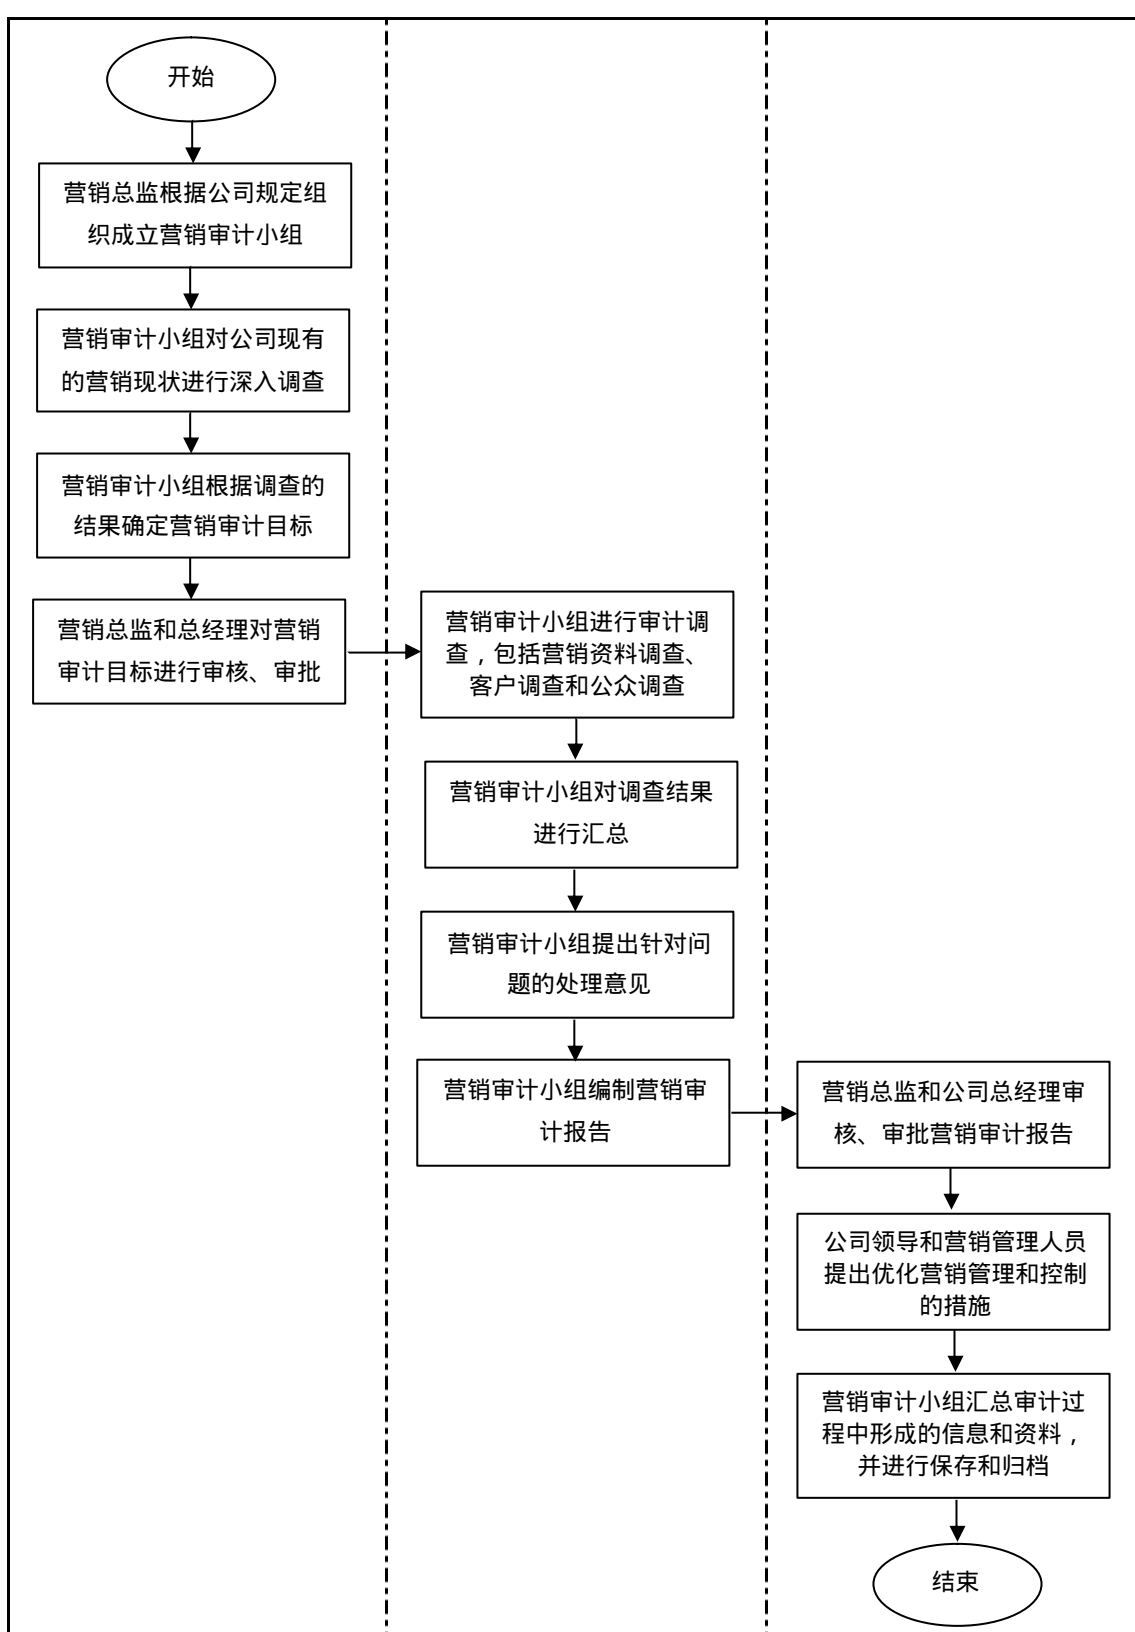 开始
营销总监根据公司规定组
织成立营销审计小组
营销审计小组对公司现有
的营销现状进行深入调查
营销审计小组根据调查的
结果确定营销审计目标
营销总监和总经理对营销
审计目标进行审核、审批
营销审计小组进行审计调
查，包括营销资料调查、
客户调查和公众调查
营销审计小组对调查结果
进行汇总
营销审计小组提出针对问
题的处理意见
营销审计小组编制营销审
计报告
营销总监和公司总经理审
核、审批营销审计报告
公司领导和营销管理人员
提出优化营销管理和控制
的措施
营销审计小组汇总审计过
程中形成的信息和资料，
并进行保存和归档
结束